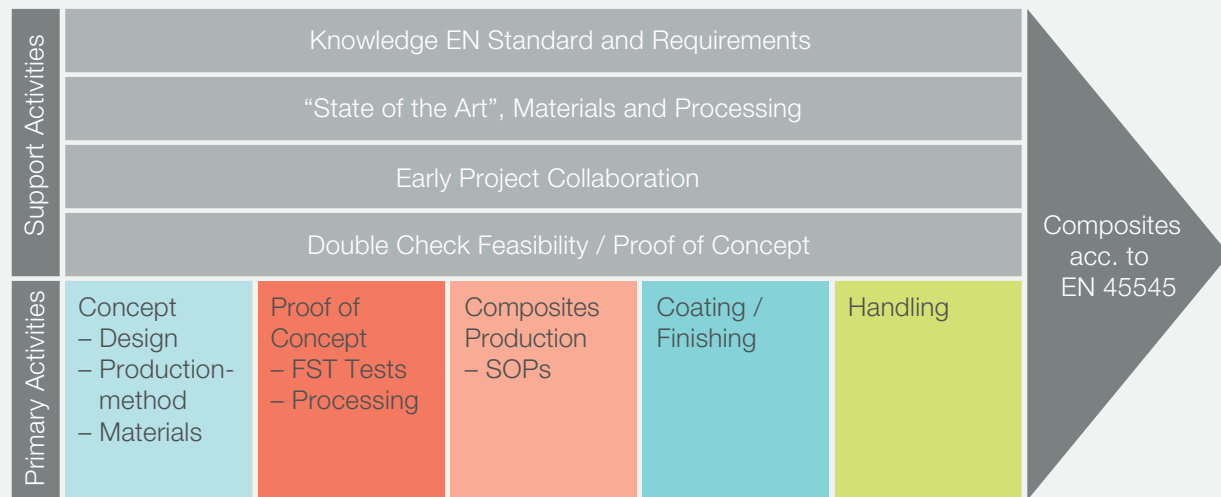 Support Activities
Knowledge EN Standard and Requirements
“State of the Art”, Materials and Processing
Early Project Collaboration
Double Check Feasibility / Proof of Concept
Primary Activities
Concept
– Design
– Production-
method
– Materials
Proof of
Concept
– FST Tests
– Processing
Composites
Production
– SOPs
Coating /
Finishing
Handling
Composites
acc. to
EN 45545